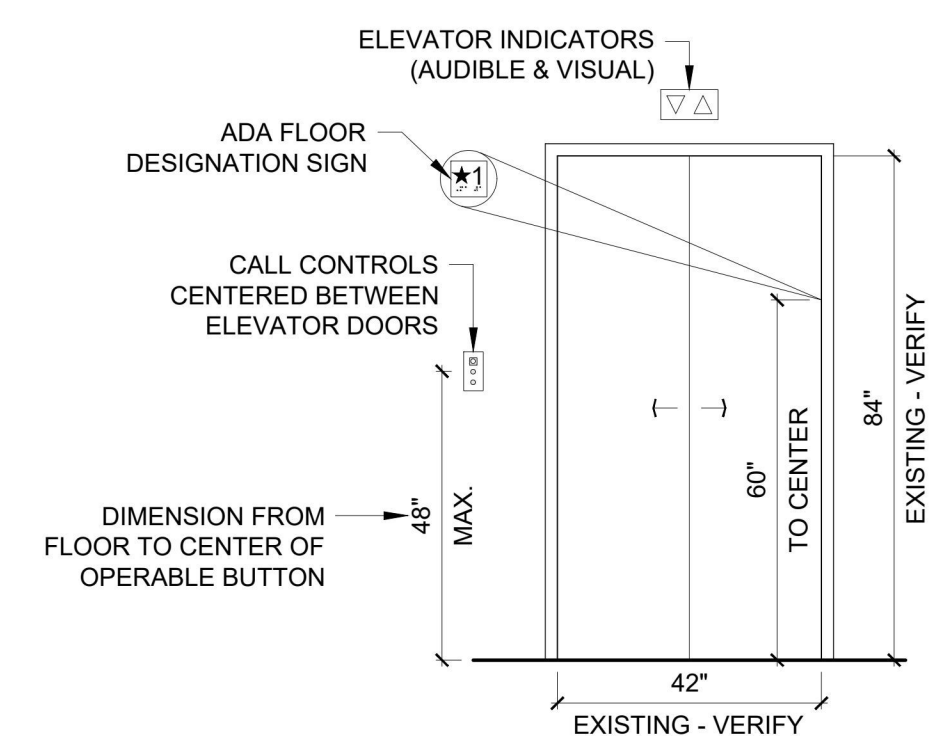 ELEVATOR INDICATORS
(AUDIBLE & VISUAL)
ADA FLOOR
DESIGNATION SIGN
★1
CALL CONTROLS
CENTERED BETWEEN
ELEVATOR DOORS
DIMENSION FROM
FLOOR TO CENTER OF
OPERABLE BUTTON
48"
MAX.
60"
TO CENTER
84"
EXISTING - VERIFY
42"
EXISTING - VERIFY